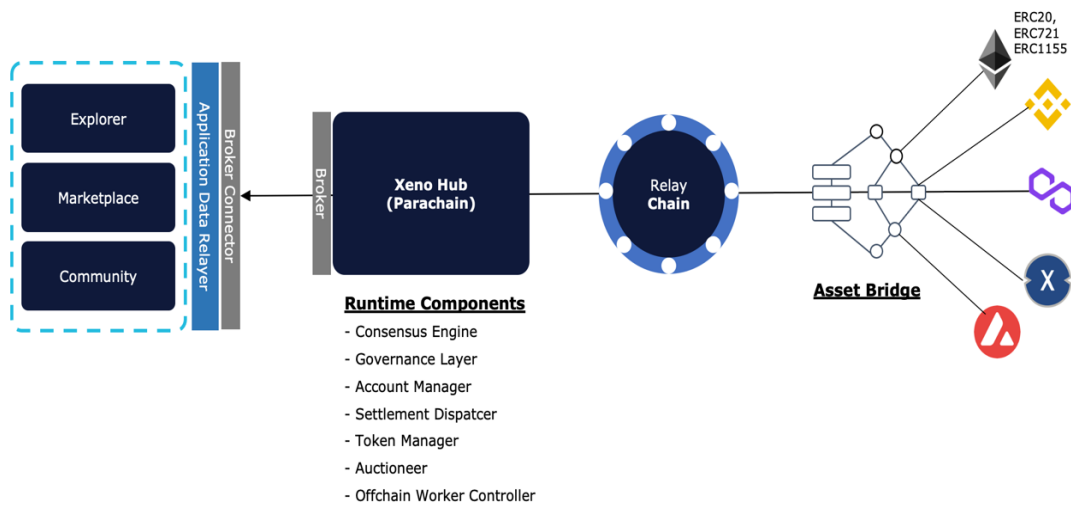 ERC20,
ERC721
ERC1155
Explorer
Marketplace
Community
Application Data Relayer
Broker Connector
Broker
Xeno Hub
(Parachain)
Relay
Chain
Asset Bridge
X
Runtime Components
- Consensus Engine
- Governance Layer
- Account Manager
- Settlement Dispatcer
- Token Manager
- Auctioneer
- Offchain Worker Controller